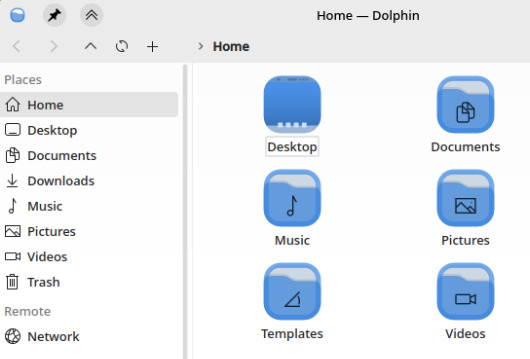 Home — Dolphin
Home
Places
Home
Desktop
Documents
Downloads
Music
Pictures
Videos
Trash
Remote
Network
Desktop
Documents
Music
Pictures
Templates
Videos